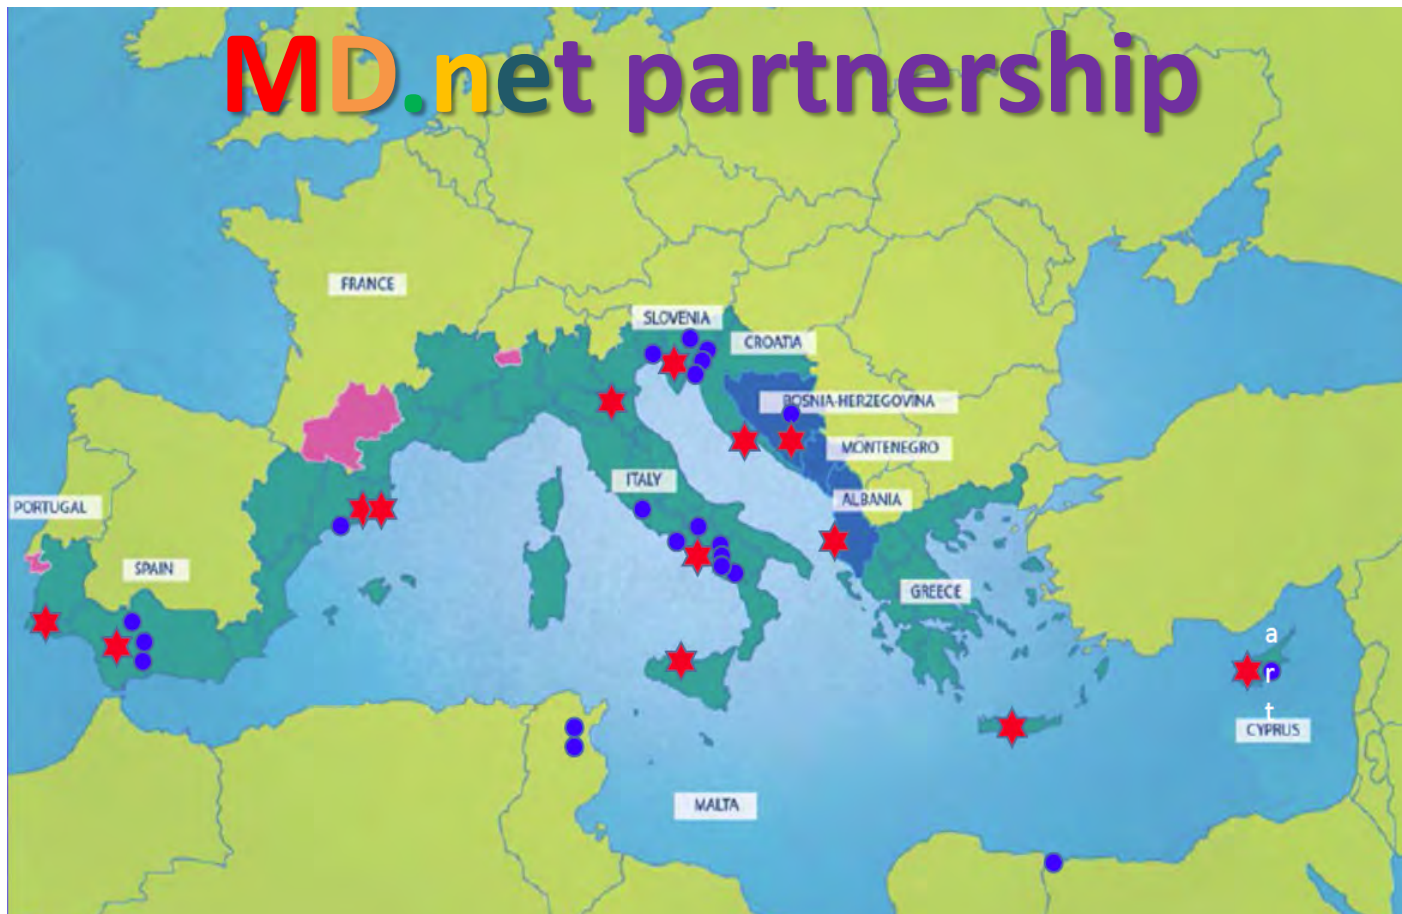 MD.net partnership
FRANCE
SLOVENIA
CROATIA
BOSNIA-HERZEGOVINA
MONTENEGRO
ITALY
ALBANIA
PORTUGAL
SPAIN
GREECE
a
r
t
CYPRUS
MALTA